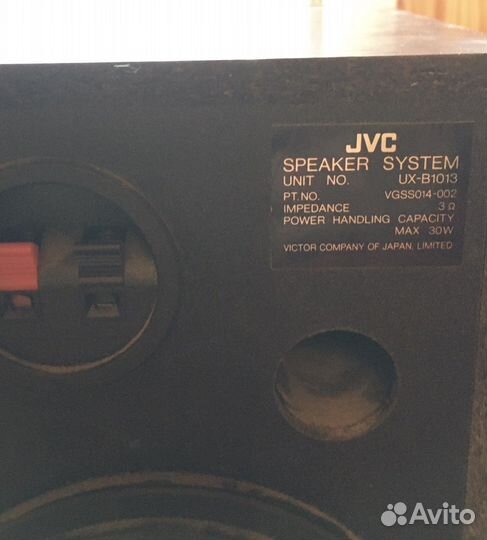 JVC
SPEAKER SYSTEM
UNIT NO. UX-B1013
PT.NO. VGSS014-002
IMPEDANCE 3 Ω
POWER HANDLING CAPACITY
MAX 30W
VICTOR COMPANY OF JAPAN, LIMITED
Avito